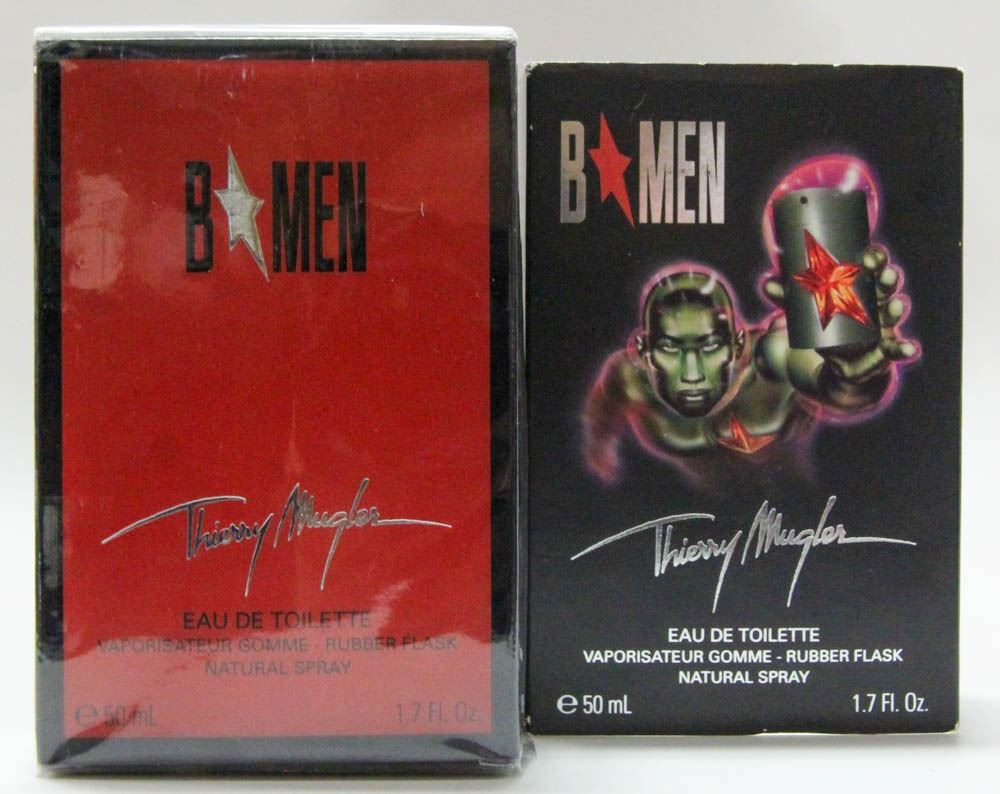 B★MEN
Thierry Mugler
EAU DE TOILETTE
VAPORISATEUR GOMME - RUBBER FLASK
NATURAL SPRAY
℮ 50 mL 1.7 Fl. Oz.
B★MEN
Thierry Mugler
EAU DE TOILETTE
VAPORISATEUR GOMME - RUBBER FLASK
NATURAL SPRAY
℮ 50 mL 1.7 Fl. Oz.